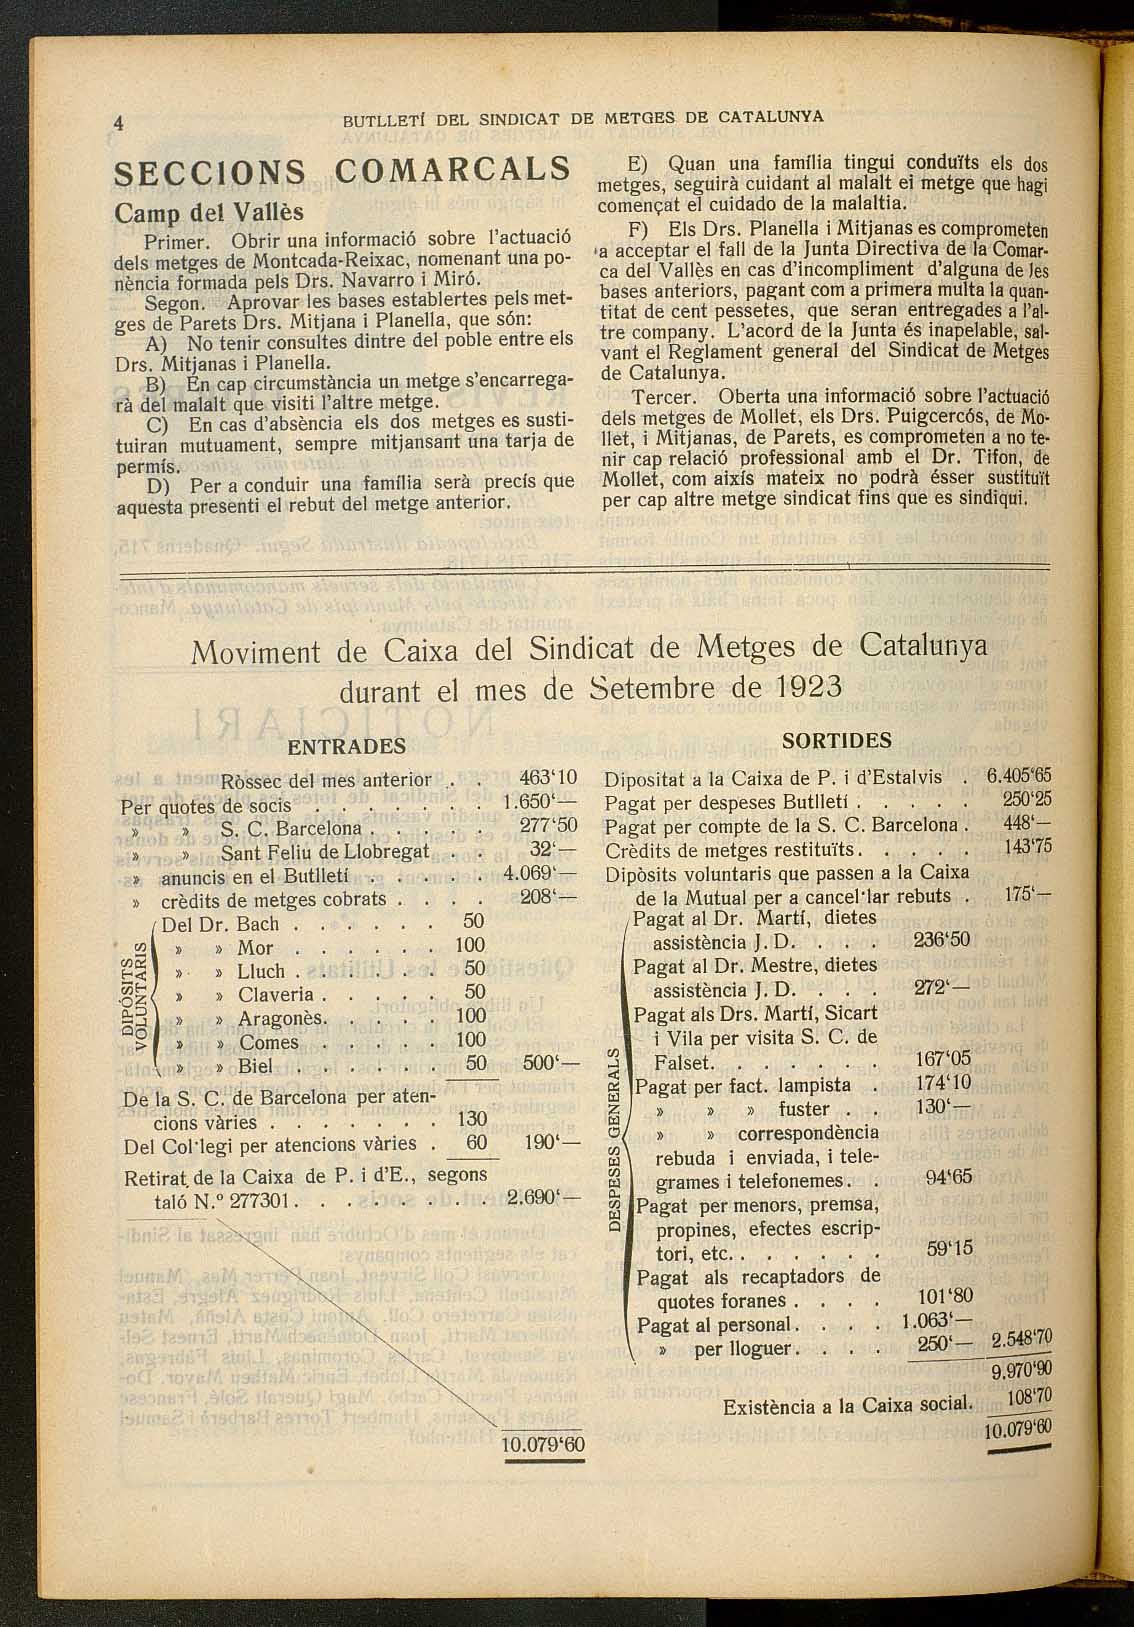 4
BUTLLETÍ DEL SINDICAT DE METGES DE CATALUNYA
SECCIONS COMARCALS
Camp del Vallès
Primer. Obrir una informació sobre l'actuació
dels metges de Montcada-Reixac, nomenant una po-
nència formada pels Drs. Navarro i Miró.
Segon. Aprovar les bases establertes pels met-
ges de Parets Drs. Mitjana i Planella, que són:
A) No tenir consultes dintre del poble entre els
Drs. Mitjanas i Planella.
B) En cap circumstància un metge s'encarrega-
rà del malalt que visiti l'altre metge.
C) En cas d'absència els dos metges es susti-
tuiran mutuament, sempre mitjansant una tarja de
permís.
D) Per a conduir una família serà precís que
aquesta presenti el rebut del metge anterior.
E) Quan una família tingui conduïts els dos
metges, seguirà cuidant al malalt el metge que hagi
començat el cuidado de la malaltia.
F) Els Drs. Planella i Mitjanas es comprometen
a acceptar el fall de la Junta Directiva de la Comar-
ca del Vallès en cas d'incompliment d'alguna de les
bases anteriors, pagant com a primera multa la quan-
titat de cent pessetes, que seran entregades a l'al-
tre company. L'acord de la Junta és inapelable, sal-
vant el Reglament general del Sindicat de Metges
de Catalunya.
Tercer. Oberta una informació sobre l'actuació
dels metges de Mollet, els Drs. Puigcercós, de Mo-
llet, i Mitjanas, de Parets, es comprometen a no te-
nir cap relació professional amb el Dr. Tifon, de
Mollet, com aixís mateix no podrà ésser sustituït
per cap altre metge sindicat fins que es sindiqui.
Moviment de Caixa del Sindicat de Metges de Catalunya
durant el mes de Setembre de 1923
ENTRADES
Ròssec del mes anterior . . 463'10
Per quotes de socis . . . . . . . 1.650'—
» » S. C. Barcelona . . . . . 277'50
» » Sant Feliu de Llobregat . . 32'—
» anuncis en el Butlletí . . . . . 4.069'—
» crèdits de metges cobrats . . . . 208'—
DIPÓSITS VOLUNTARIS
Del Dr. Bach . . . . . . 50
» » Mor . . . . . . 100
» » Lluch . . . . . . 50
» » Claveria . . . . . 50
» » Aragonès. . . . . 100
» » Comes . . . . . 100
» » Biel . . . . . . 50 500'—
De la S. C. de Barcelona per aten-
cions vàries . . . . . . . 130
Del Col·legi per atencions vàries . 60 190'—
Retirat de la Caixa de P. i d'E., segons
taló N.º 277301 . . . . . . . . 2.690'—
10.079'60
SORTIDES
Dipositat a la Caixa de P. i d'Estalvis . 6.405'65
Pagat per despeses Butlletí . . . . . 250'25
Pagat per compte de la S. C. Barcelona . 448'—
Crèdits de metges restituïts. . . . . 143'75
Dipòsits voluntaris que passen a la Caixa
de la Mutual per a cancel·lar rebuts . 175'—
DESPESES GENERALS
Pagat al Dr. Martí, dietes
assistència J. D. . . . . 236'50
Pagat al Dr. Mestre, dietes
assistència J. D. . . . . 272'—
Pagat als Drs. Martí, Sicart
i Vila per visita S. C. de
Falset. . . . . . . . 167'05
Pagat per fact. lampista . 174'10
» » » fuster . . 130'—
» » correspondència
rebuda i enviada, i tele-
grames i telefonemes. . 94'65
Pagat per menors, premsa,
propines, efectes escrip-
tori, etc. . . . . . . 59'15
Pagat als recaptadors de
quotes foranes . . . . 101'80
Pagat al personal. . . . 1.063'—
» per lloguer. . . . 250'— 2.548'70
9.970'90
Existència a la Caixa social. 108'70
10.079'60